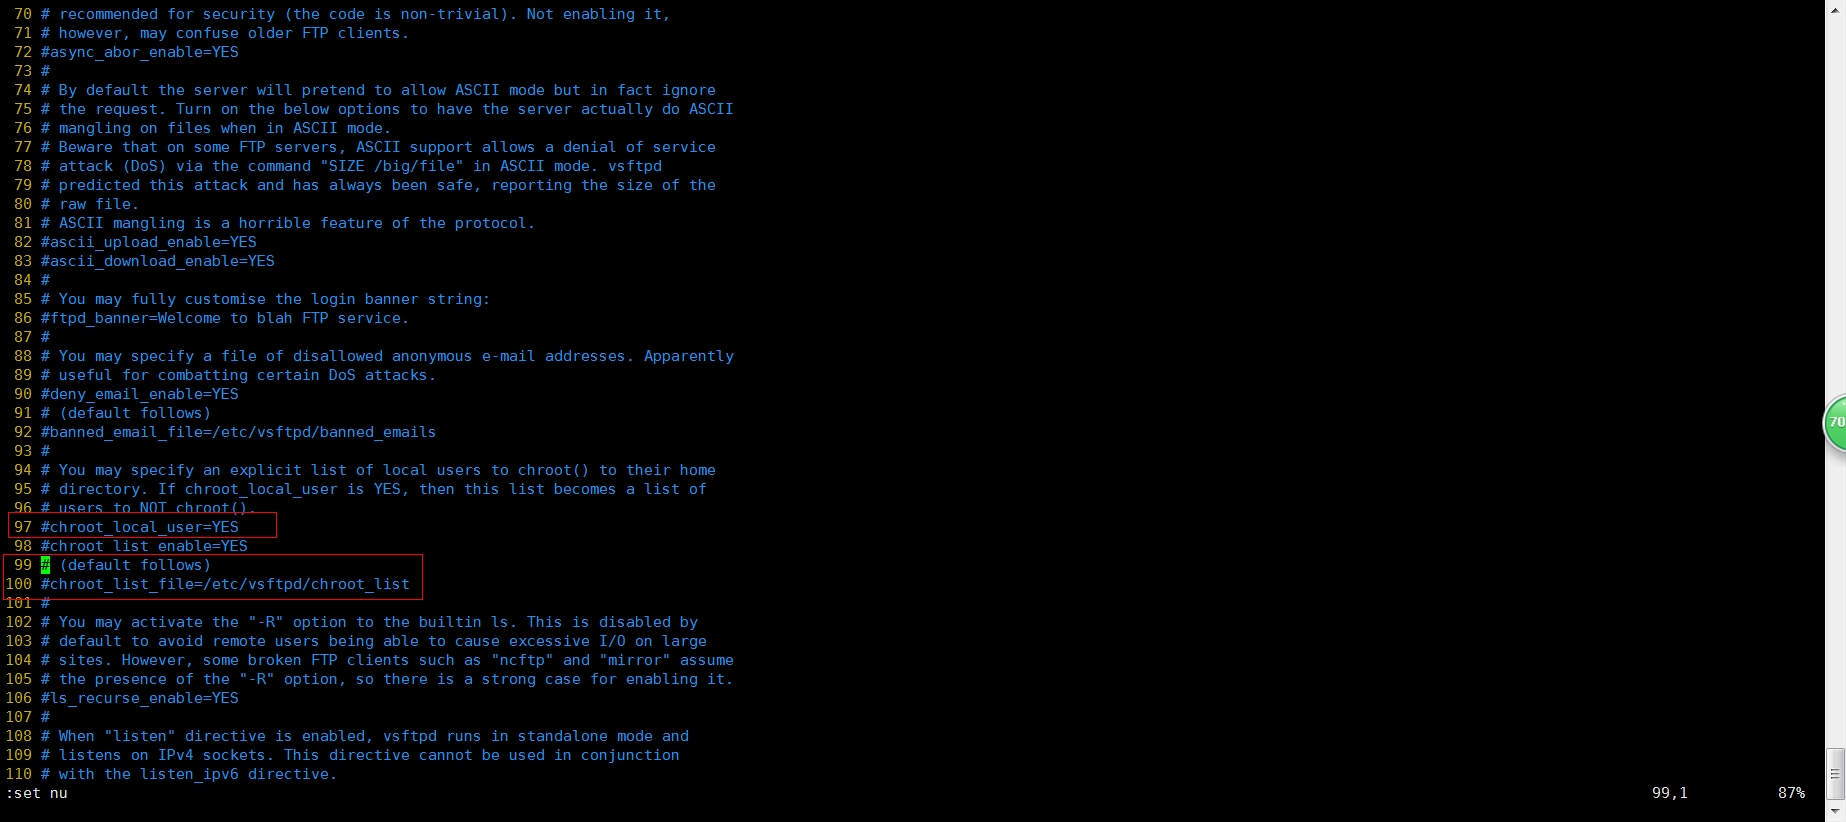 70 # recommended for security (the code is non-trivial). Not enabling it,
71 # however, may confuse older FTP clients.
72 #async_abor_enable=YES
73 #
74 # By default the server will pretend to allow ASCII mode but in fact ignore
75 # the request. Turn on the below options to have the server actually do ASCII
76 # mangling on files when in ASCII mode.
77 # Beware that on some FTP servers, ASCII support allows a denial of service
78 # attack (DoS) via the command "SIZE /big/file" in ASCII mode. vsftpd
79 # predicted this attack and has always been safe, reporting the size of the
80 # raw file.
81 # ASCII mangling is a horrible feature of the protocol.
82 #ascii_upload_enable=YES
83 #ascii_download_enable=YES
84 #
85 # You may fully customise the login banner string:
86 #ftpd_banner=Welcome to blah FTP service.
87 #
88 # You may specify a file of disallowed anonymous e-mail addresses. Apparently
89 # useful for combatting certain DoS attacks.
90 #deny_email_enable=YES
91 # (default follows)
92 #banned_email_file=/etc/vsftpd/banned_emails
93 #
94 # You may specify an explicit list of local users to chroot() to their home
95 # directory. If chroot_local_user is YES, then this list becomes a list of
96 # users to NOT chroot().
97 #chroot_local_user=YES
98 #chroot_list_enable=YES
99 # (default follows)
100 #chroot_list_file=/etc/vsftpd/chroot_list
101 #
102 # You may activate the "-R" option to the builtin ls. This is disabled by
103 # default to avoid remote users being able to cause excessive I/O on large
104 # sites. However, some broken FTP clients such as "ncftp" and "mirror" assume
105 # the presence of the "-R" option, so there is a strong case for enabling it.
106 #ls_recurse_enable=YES
107 #
108 # When "listen" directive is enabled, vsftpd runs in standalone mode and
109 # listens on IPv4 sockets. This directive cannot be used in conjunction
110 # with the listen_ipv6 directive.
:set nu 99,1 87%
70